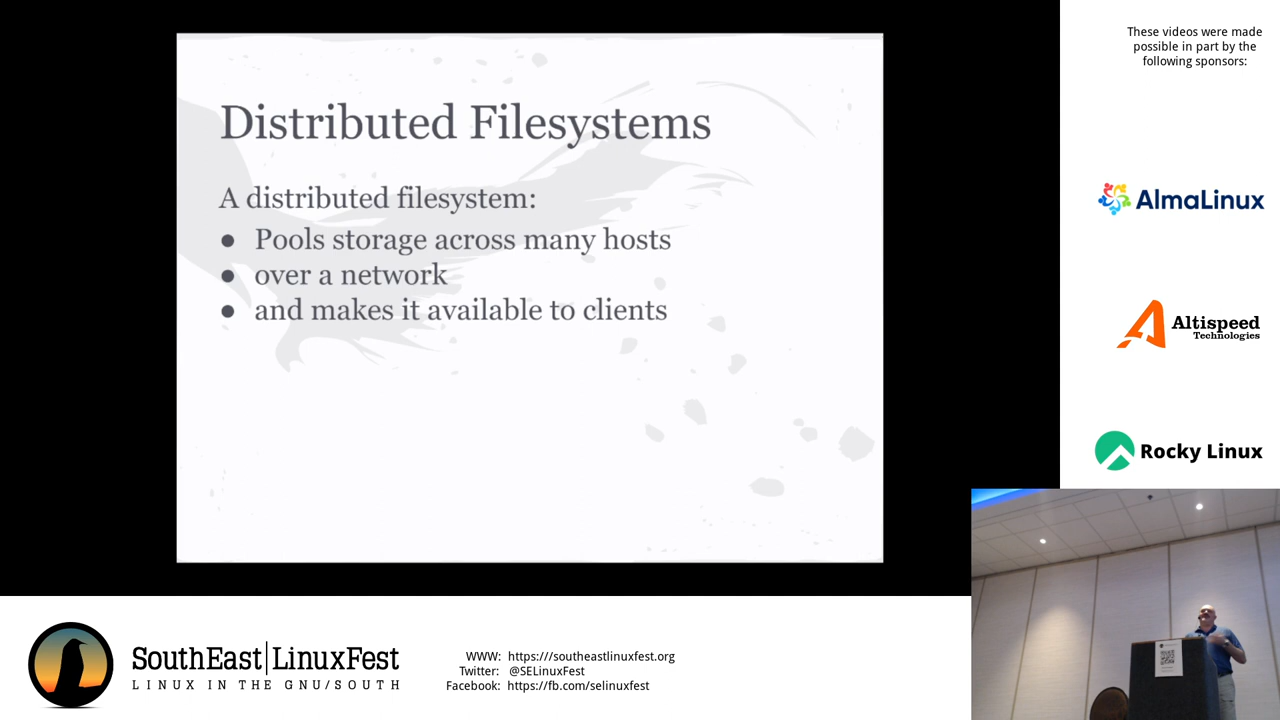 Distributed Filesystems
A distributed filesystem:
● Pools storage across many hosts
● over a network
● and makes it available to clients
These videos were made
possible in part by the
following sponsors:
AlmaLinux
Altispeed
Technologies
Rocky Linux
SouthEast|LinuxFest
LINUX IN THE GNU/SOUTH
WWW: https://southeastlinuxfest.org
Twitter: @SELinuxFest
Facebook: https://fb.com/selinuxfest